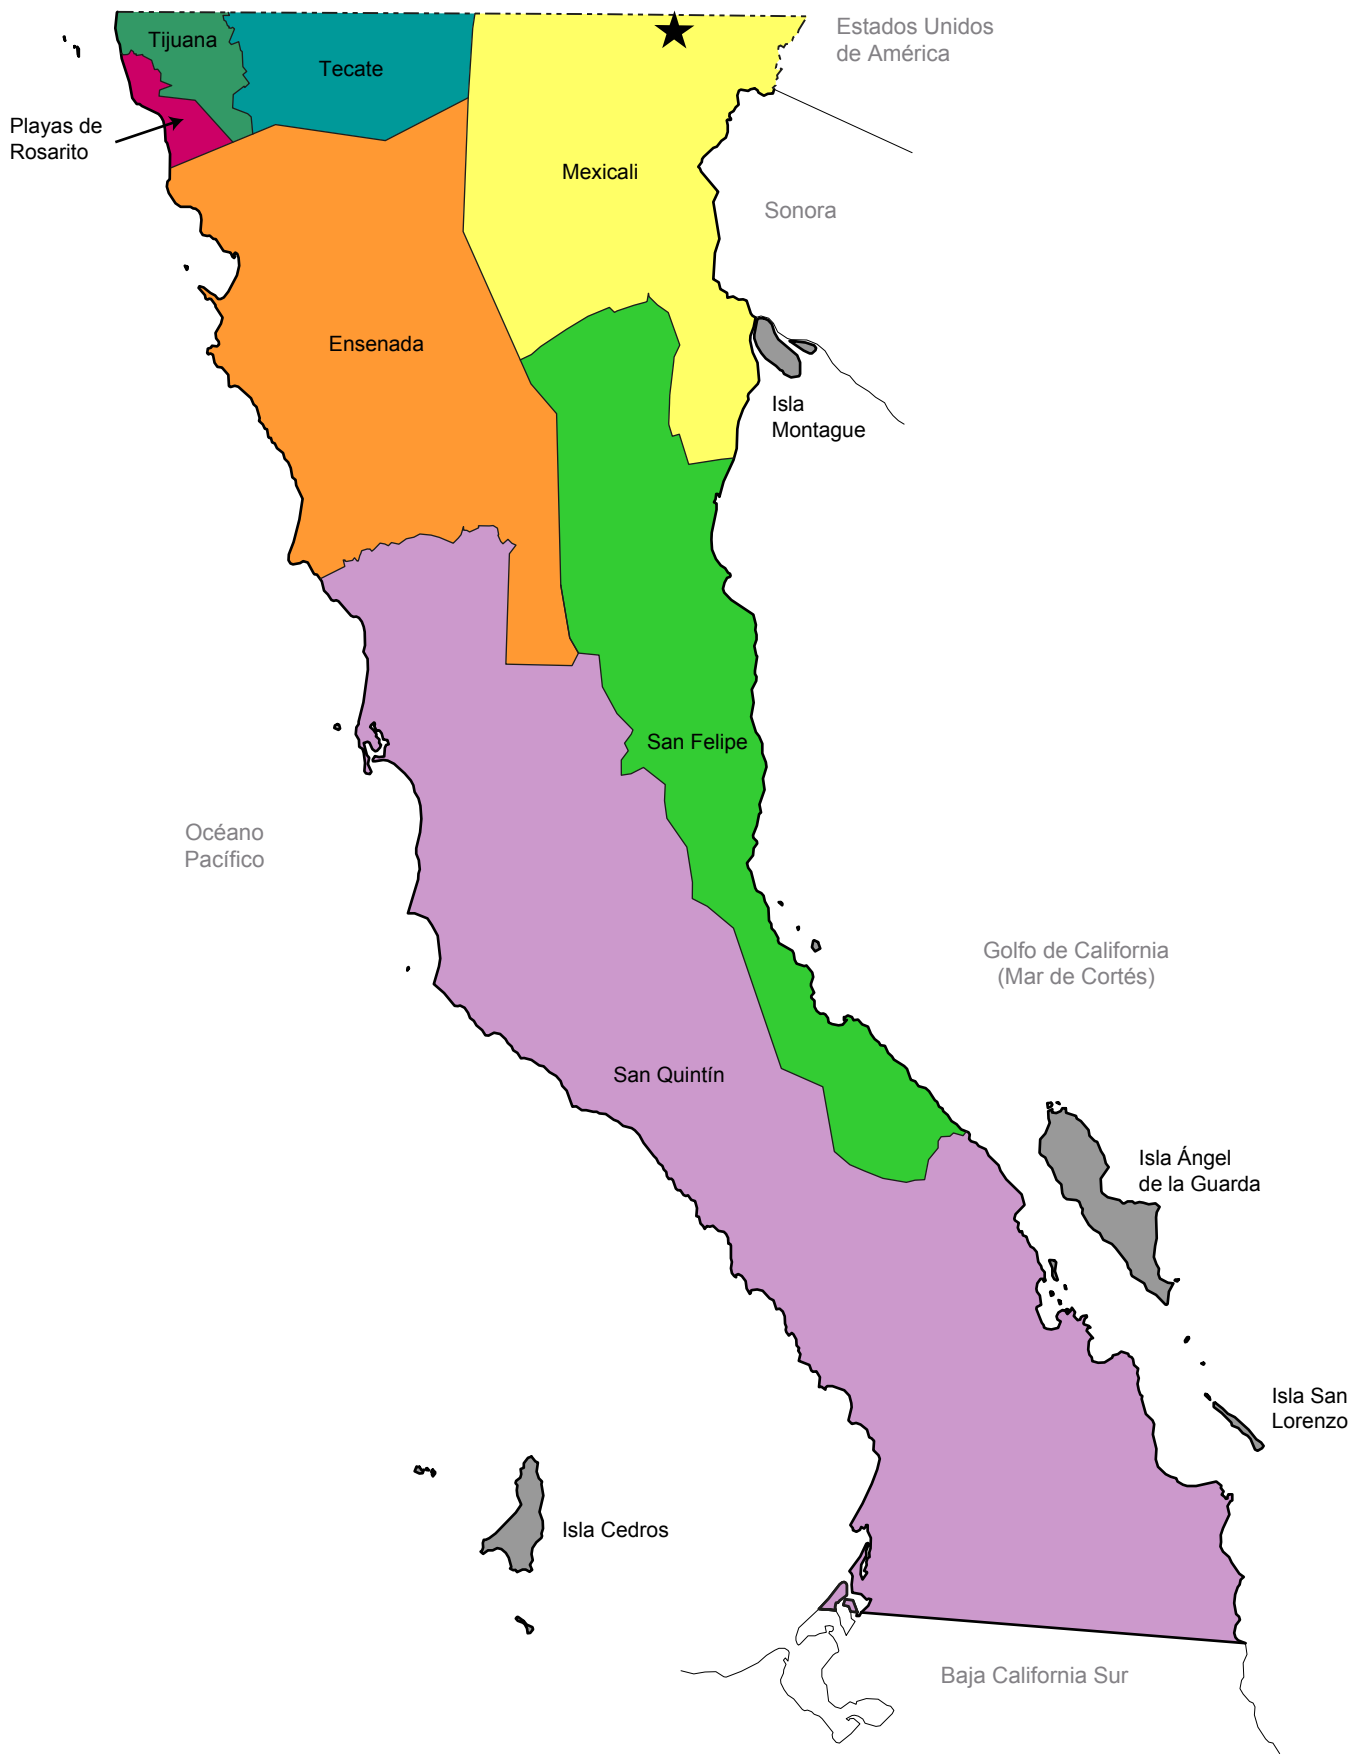 Estados Unidos
de América
Tijuana
Tecate
Playas de
Rosarito
Mexicali
Sonora
Ensenada
Isla
Montague
San Felipe
Océano
Pacífico
Golfo de California
(Mar de Cortés)
San Quintín
Isla Ángel
de la Guarda
Isla San
Lorenzo
Isla Cedros
Baja California Sur